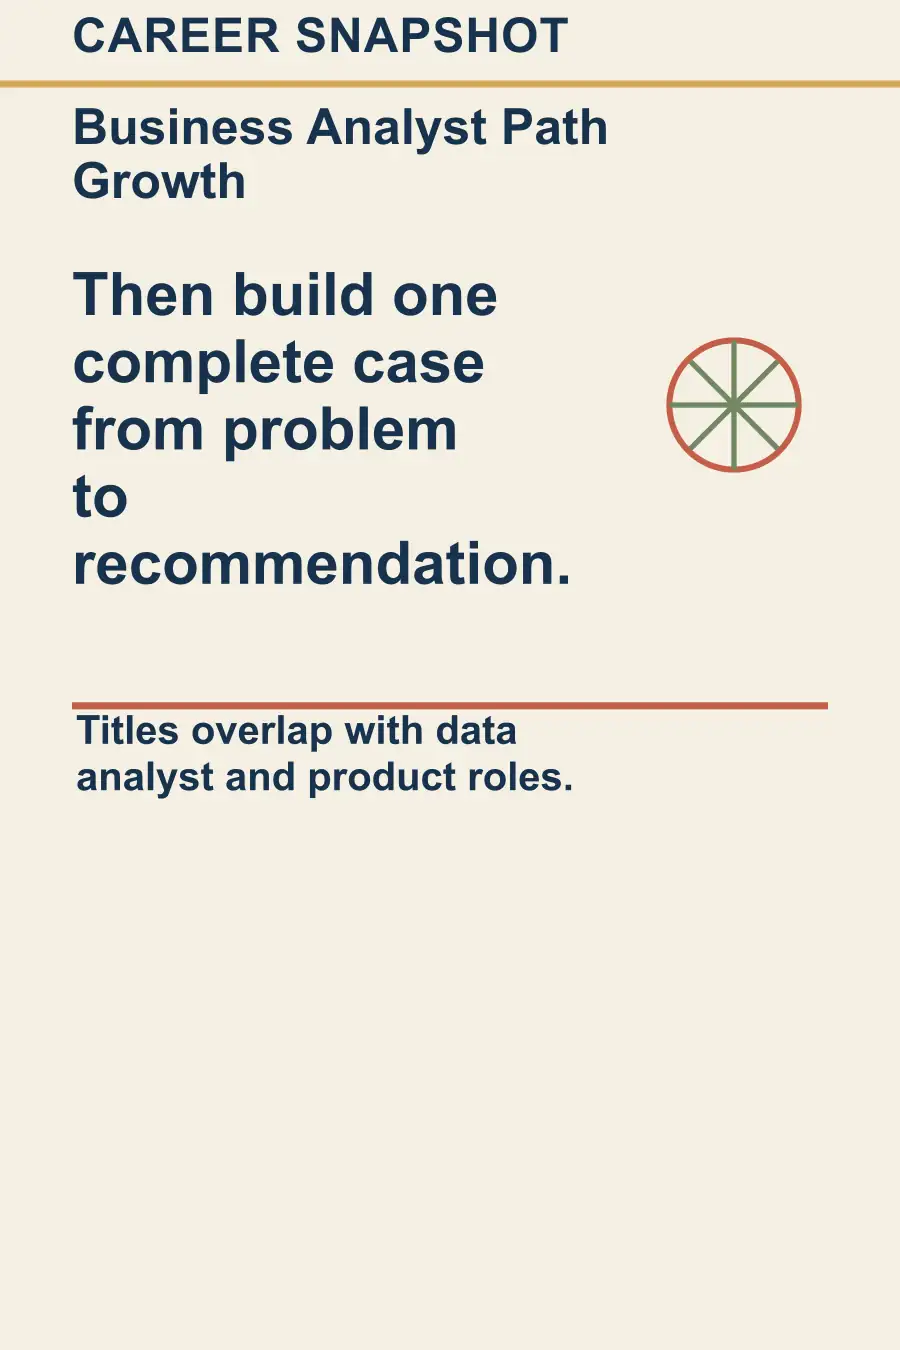 CAREER SNAPSHOT
Business Analyst Path
Growth
Then build one
complete case
from problem
to
recommendation.
Titles overlap with data
analyst and product roles.